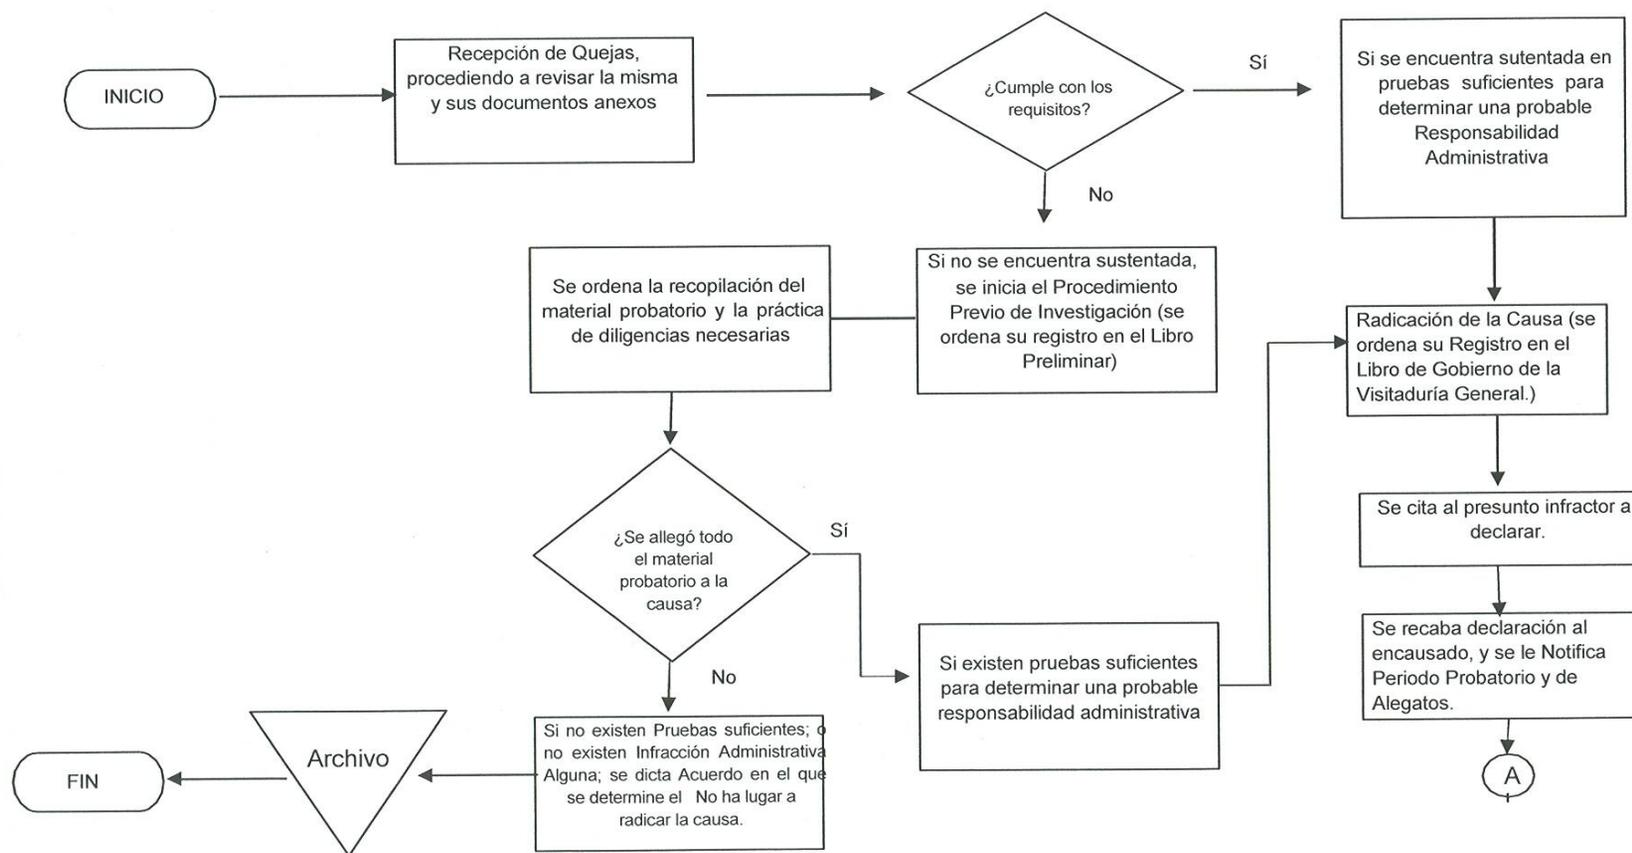 INICIO
Recepción de Quejas,
procediendo a revisar la misma
y sus documentos anexos
¿Cumple con los
requisitos?
Sí
Si se encuentra sutentada en
pruebas suficientes para
determinar una probable
Responsabilidad
Administrativa
No
Se ordena la recopilación del
material probatorio y la práctica
de diligencias necesarias
Si no se encuentra sustentada,
se inicia el Procedimiento
Previo de Investigación (se
ordena su registro en el Libro
Preliminar)
Radicación de la Causa (se
ordena su Registro en el
Libro de Gobierno de la
Visitaduría General.)
Se cita al presunto infractor a
declarar.
¿Se allegó todo
el material
probatorio a la
causa?
Sí
No
Si existen pruebas suficientes
para determinar una probable
responsabilidad administrativa
Se recaba declaración al
encausado, y se le Notifica
Periodo Probatorio y de
Alegatos.
A
Si no existen Pruebas suficientes; o
no existen Infracción Administrativa
Alguna; se dicta Acuerdo en el que
se determine el No ha lugar a
radicar la causa.
Archivo
FIN